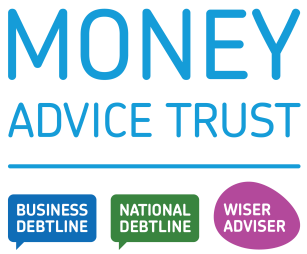 MONEY
ADVICE TRUST
BUSINESS
DEBTLINE
NATIONAL
DEBTLINE
WISER
ADVISER